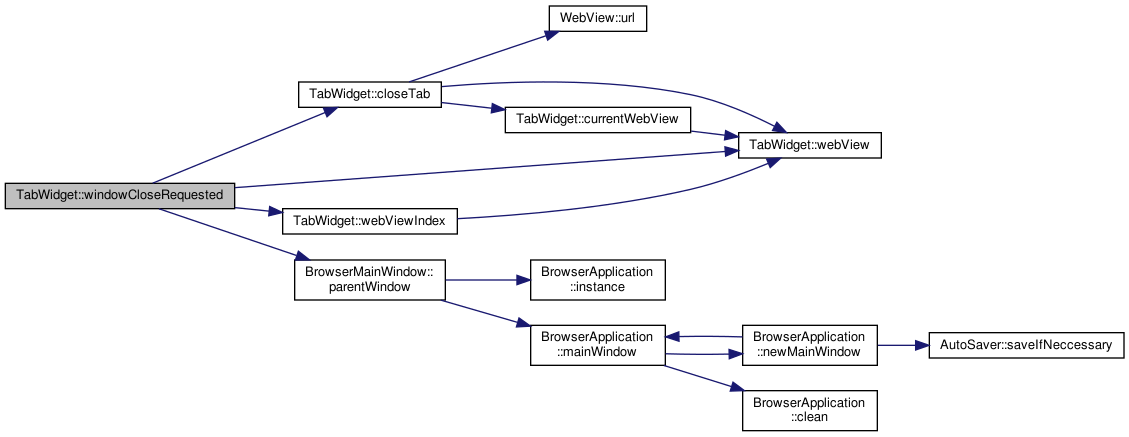 WebView::url
TabWidget::closeTab
TabWidget::currentWebView
TabWidget::webView
TabWidget::windowCloseRequested
TabWidget::webViewIndex
BrowserMainWindow::
parentWindow
BrowserApplication
::instance
BrowserApplication
::mainWindow
BrowserApplication
::newMainWindow
AutoSaver::saveIfNeccessary
BrowserApplication
::clean